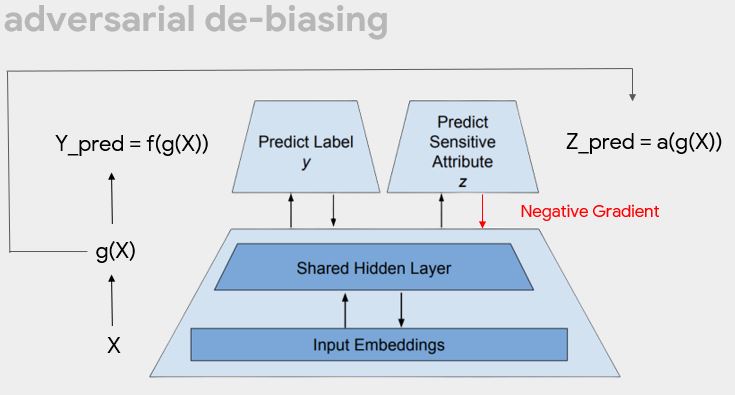 adversarial de-biasing
Y_pred = f(g(X))
g(X)
X
Predict Label
y
Predict
Sensitive
Attribute
z
Z_pred = a(g(X))
Negative Gradient
Shared Hidden Layer
Input Embeddings